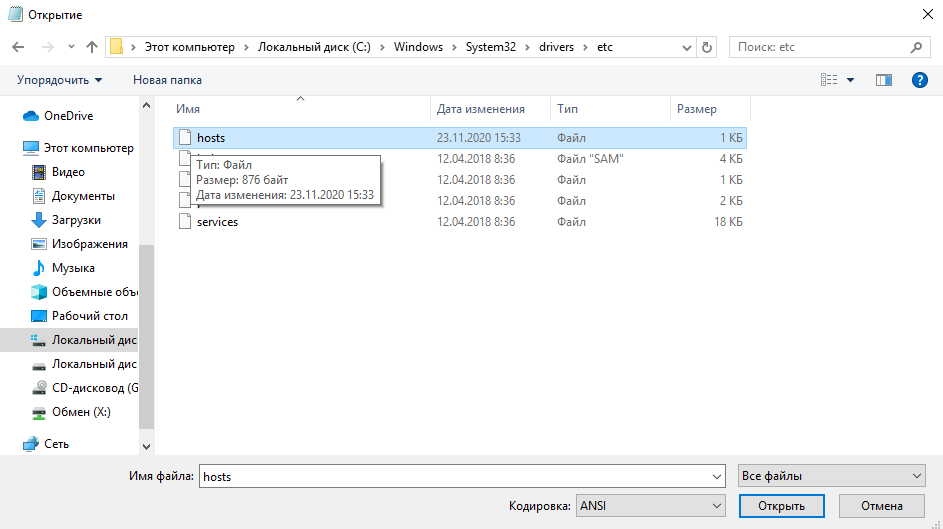 Открытие
Этот компьютер > Локальный диск (C:) > Windows > System32 > drivers > etc
Поиск: etc
Упорядочить
Новая папка
?
Имя
Дата изменения
Тип
Размер
OneDrive
Этот компьютер
Видео
Документы
Загрузки
Изображения
Музыка
Объемные объ
Рабочий стол
Локальный дис
Локальный дис
CD-дисковод (G
Обмен (X:)
Сеть
hosts 23.11.2020 15:33 Файл 1 КБ
12.04.2018 8:36 Файл "SAM" 4 КБ
12.04.2018 8:36 Файл 1 КБ
12.04.2018 8:36 Файл 2 КБ
services 12.04.2018 8:36 Файл 18 КБ
Тип: Файл
Размер: 876 байт
Дата изменения: 23.11.2020 15:33
Имя файла: hosts
Все файлы
Кодировка: ANSI
Открыть
Отмена